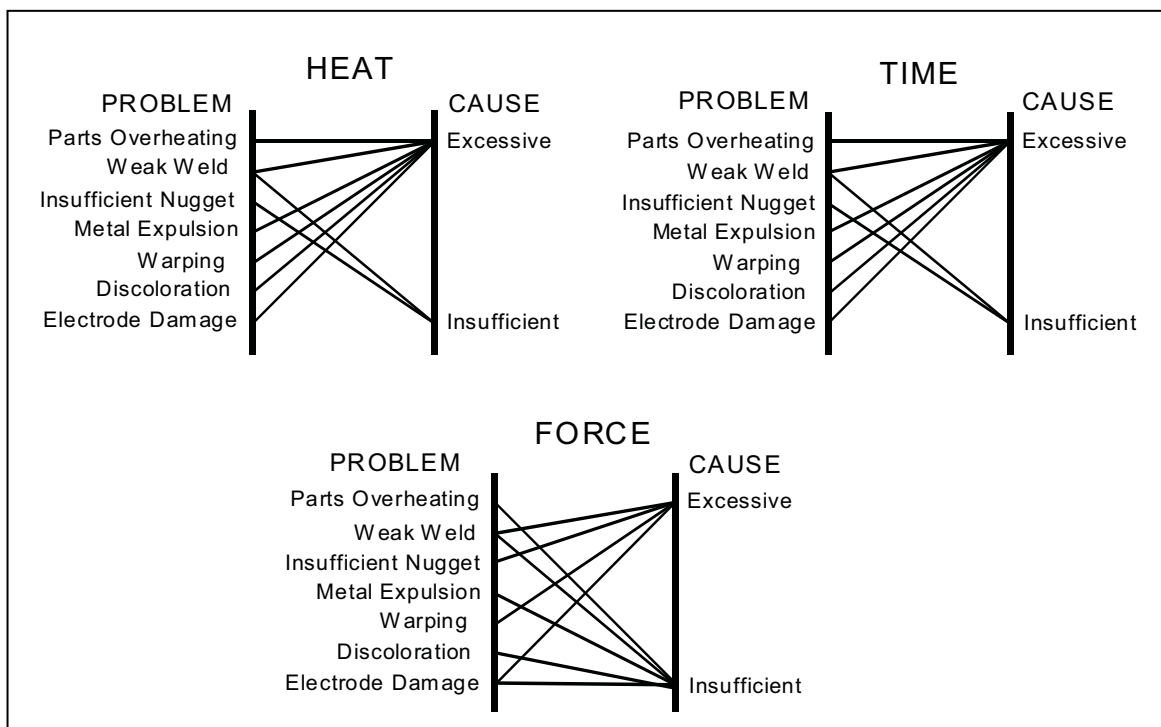 HEAT
PROBLEM
CAUSE
Parts Overheating
Excessive
Weak Weld
Insufficient Nugget
Metal Expulsion
Warping
Discoloration
Electrode Damage
Insufficient
TIME
PROBLEM
CAUSE
Parts Overheating
Excessive
Weak Weld
Insufficient Nugget
Metal Expulsion
Warping
Discoloration
Electrode Damage
Insufficient
FORCE
PROBLEM
CAUSE
Parts Overheating
Excessive
Weak Weld
Insufficient Nugget
Metal Expulsion
Warping
Discoloration
Electrode Damage
Insufficient